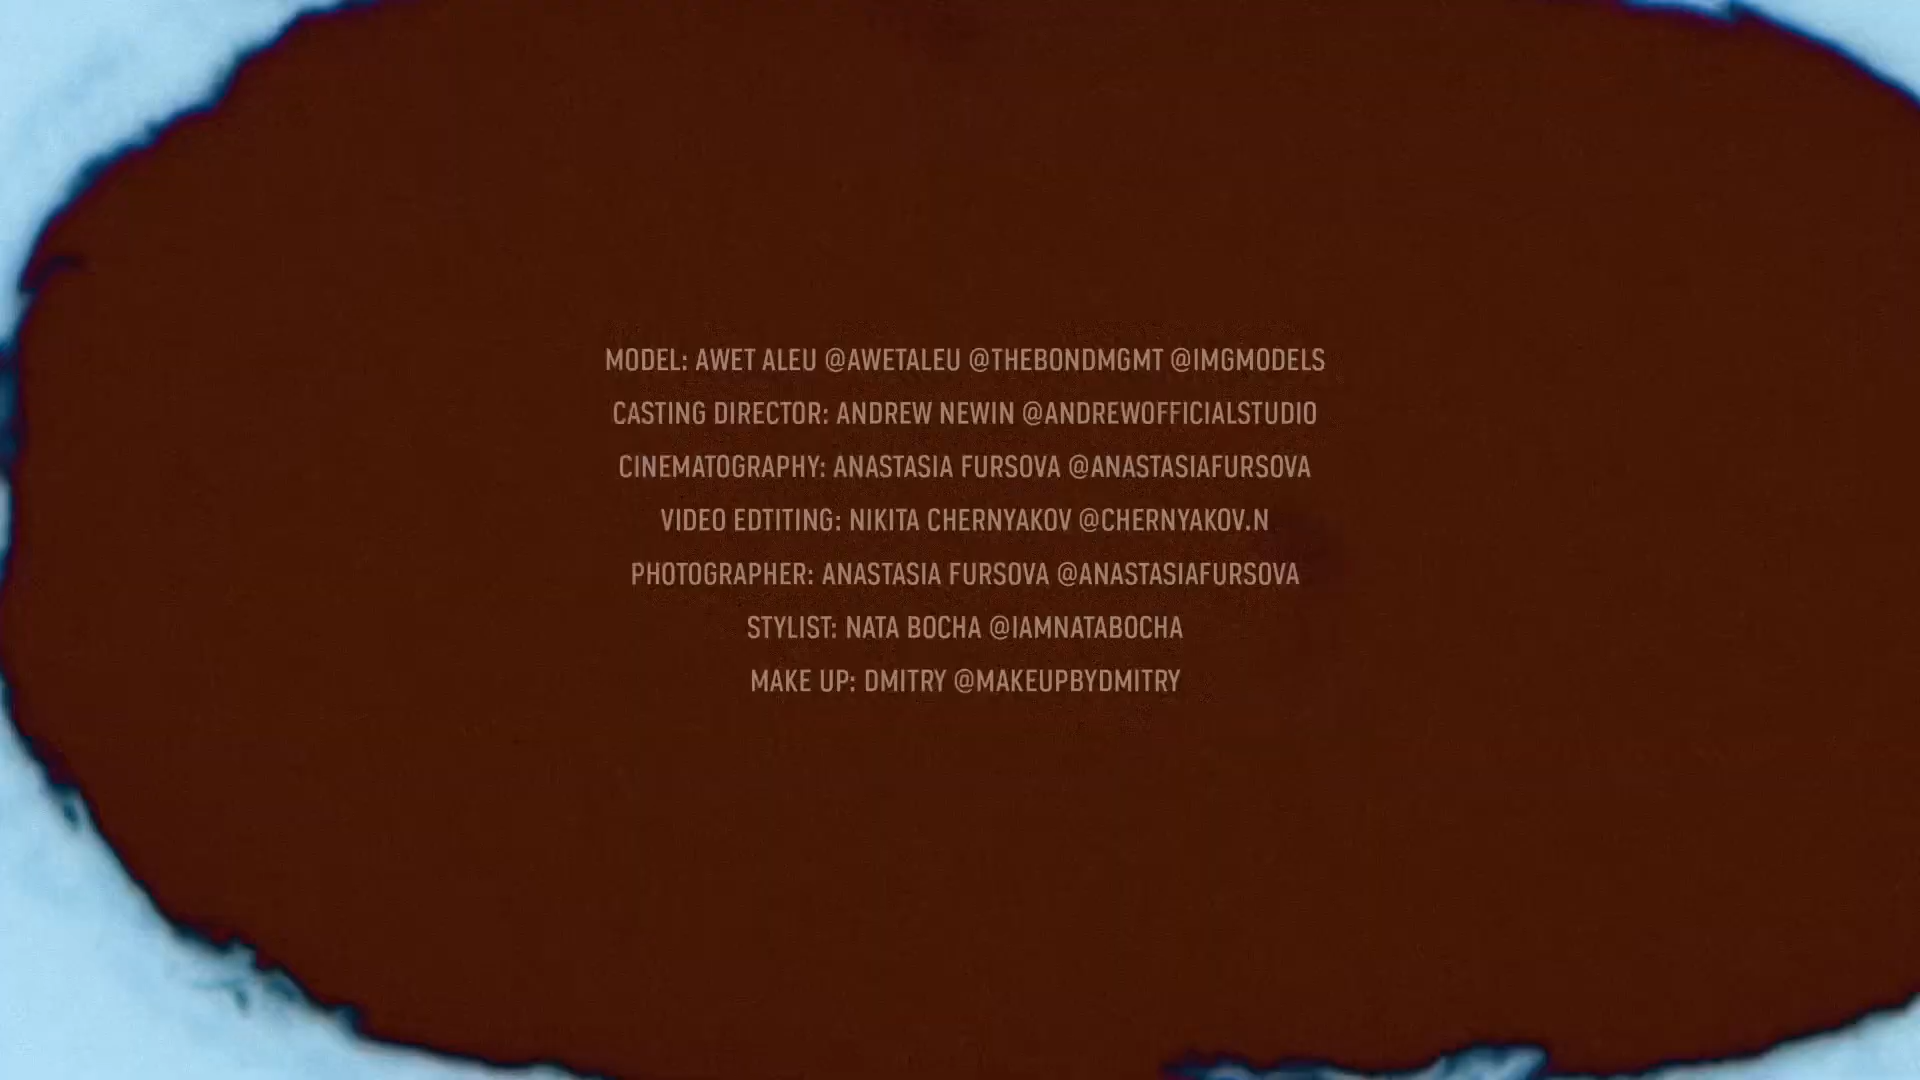 MODEL: AWET ALEU @AWETALEU @THEBONDMGMT @IMGMODELS
CASTING DIRECTOR: ANDREW NEWIN @ANDREWOFFICIALSTUDIO
CINEMATOGRAPHY: ANASTASIA FURSOVA @ANASTASIAFURSOVA
VIDEO EDTITING: NIKITA CHERNYAKOV @CHERNYAKOV.N
PHOTOGRAPHER: ANASTASIA FURSOVA @ANASTASIAFURSOVA
STYLIST: NATA BOCHA @IAMNATABOCHA
MAKE UP: DMITRY @MAKEUPBYDMITRY